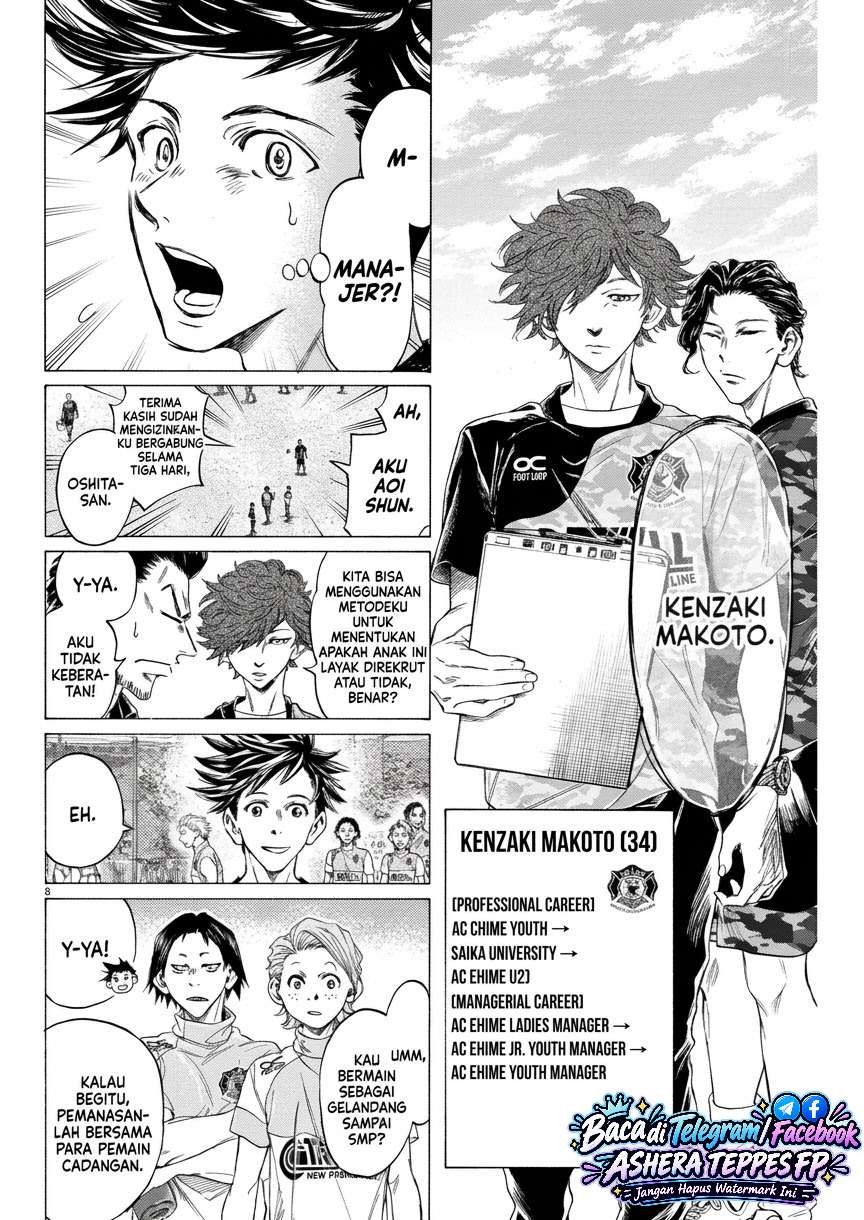 KENZAKI
MAKOTO.
OC
FOOT LOOP
LINE
KENZAKI MAKOTO (34)
[PROFESSIONAL CAREER]
AC CHIME YOUTH →
SAIKA UNIVERSITY →
AC EHIME U2)
[MANAGERIAL CAREER]
AC EHIME LADIES MANAGER →
AC EHIME JR. YOUTH MANAGER →
AC EHIME YOUTH MANAGER
M-
MANA-
JER?!
AH,
AKU
AOI
SHUN.
TERIMA
KASIH SUDAH
MENGIZINKAN-
KU BERGABUNG
SELAMA
TIGA HARI,
OSHITA-
SAN.
KITA BISA
MENGGUNAKAN
METODEKU
UNTUK
MENENTUKAN
APAKAH ANAK INI
LAYAK DIREKRUT
ATAU TIDAK,
BENAR?
Y-YA.
AKU
TIDAK
KEBERA-
TAN!
EH.
8
UMM,
KAU
BERMAIN
SEBAGAI
GELANDANG
SAMPAI
SMP?
Y-YA!
KALAU
BEGITU,
PEMANASAN-
LAH BERSAMA
PARA PEMAIN
CADANGAN.
Baca di Telegram/Facebook
ASHERA TEPPES FP
Jangan Hapus Watermark Ini